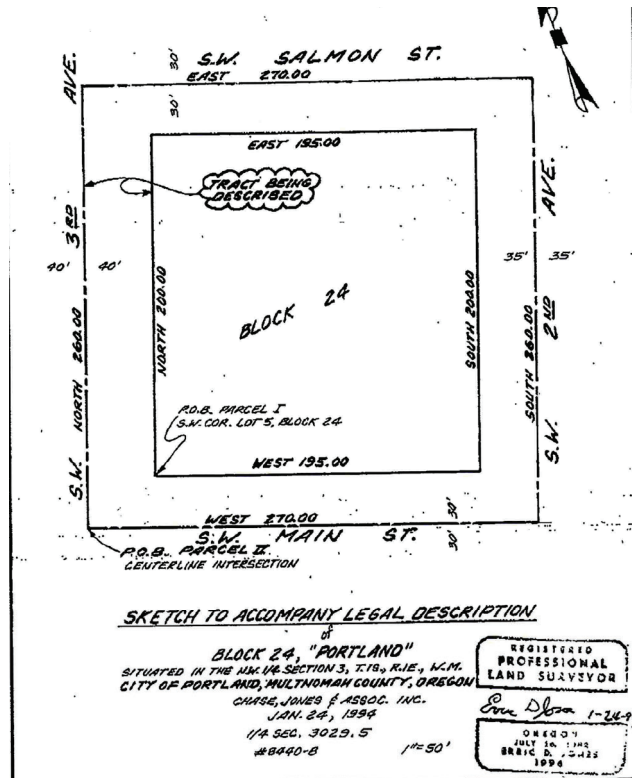 S.W. SALMON ST.
30'
EAST 270.00
30'
AVE.
EAST 195.00
TRACT BEING
DESCRIBED
3RD
40' 40'
NORTH 260.00
S.W.
NORTH 200.00
BLOCK 24
SOUTH 200.00
AVE.
35' 35'
2ND
SOUTH 260.00
S.W.
P.O.B. PARCEL I
S.W. COR. LOT 5, BLOCK 24
WEST 195.00
30'
WEST 270.00
S.W. MAIN ST.
30'
P.O.B. PARCEL II
CENTERLINE INTERSECTION
SKETCH TO ACCOMPANY LEGAL DESCRIPTION
of
BLOCK 24, "PORTLAND"
SITUATED IN THE N.W. 1/4 SECTION 3, T.1S., R.1E., W.M.
CITY OF PORTLAND, MULTNOMAH COUNTY, OREGON
CHASE, JONES & ASSOC. INC.
JAN. 24, 1994
1/4 SEC. 3029.5
#8440-B 1"=50'
REGISTERED
PROFESSIONAL
LAND SURVEYOR
OREGON
JULY